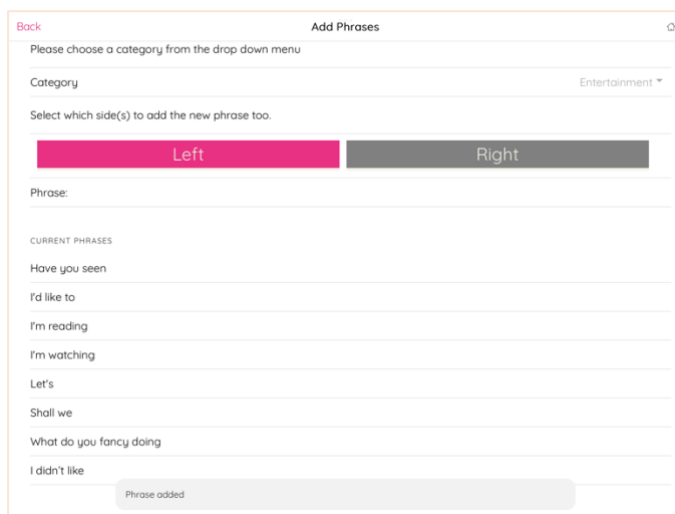 Back Add Phrases
Please choose a category from the drop down menu
Category Entertainment
Select which side(s) to add the new phrase too.
Left Right
Phrase:
CURRENT PHRASES
Have you seen
I'd like to
I'm reading
I'm watching
Let's
Shall we
What do you fancy doing
I didn't like
Phrase added